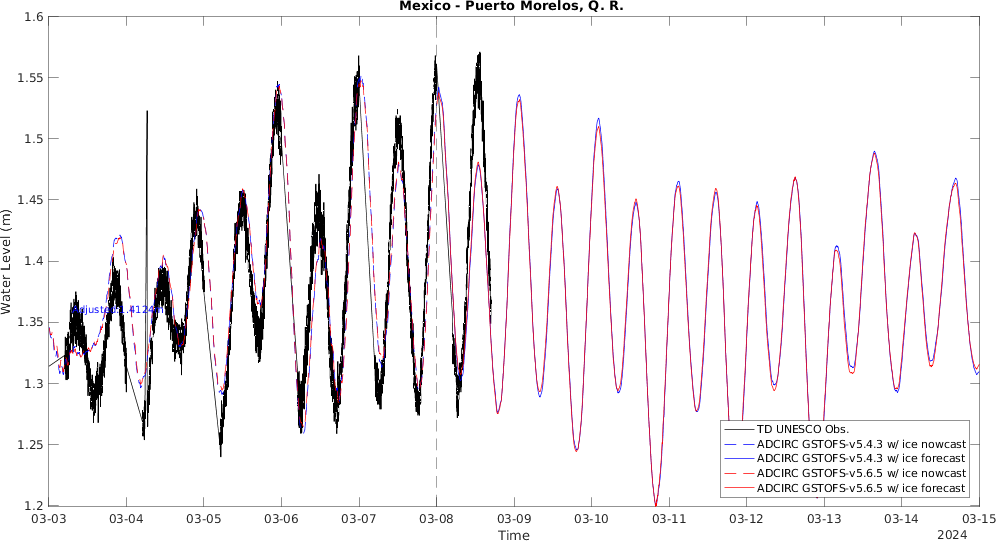 Mexico - Puerto Morelos, Q. R.
1.6
1.55
1.5
1.45
1.4
1.35
1.3
1.25
1.2
Water Level (m)
03-03 03-04 03-05 03-06 03-07 03-08 03-09 03-10 03-11 03-12 03-13 03-14 03-15
Time
2024
TD UNESCO Obs.
ADCIRC GSTOFS-v5.4.3 w/ ice nowcast
ADCIRC GSTOFS-v5.4.3 w/ ice forecast
ADCIRC GSTOFS-v5.6.5 w/ ice nowcast
ADCIRC GSTOFS-v5.6.5 w/ ice forecast